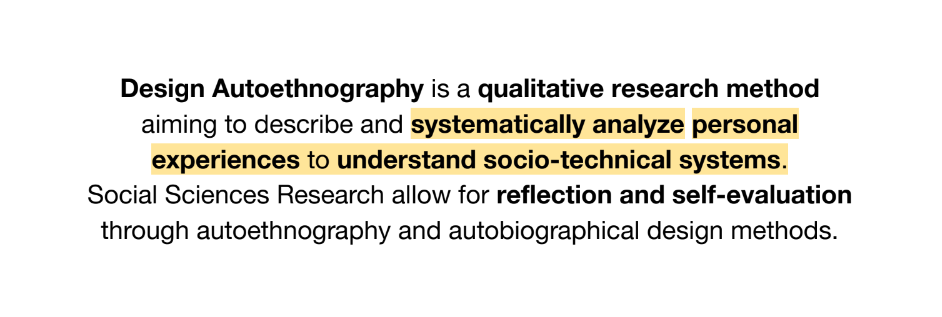 Design Autoethnography is a qualitative research method
aiming to describe and systematically analyze personal
experiences to understand socio-technical systems.
Social Sciences Research allow for reflection and self-evaluation
through autoethnography and autobiographical design methods.